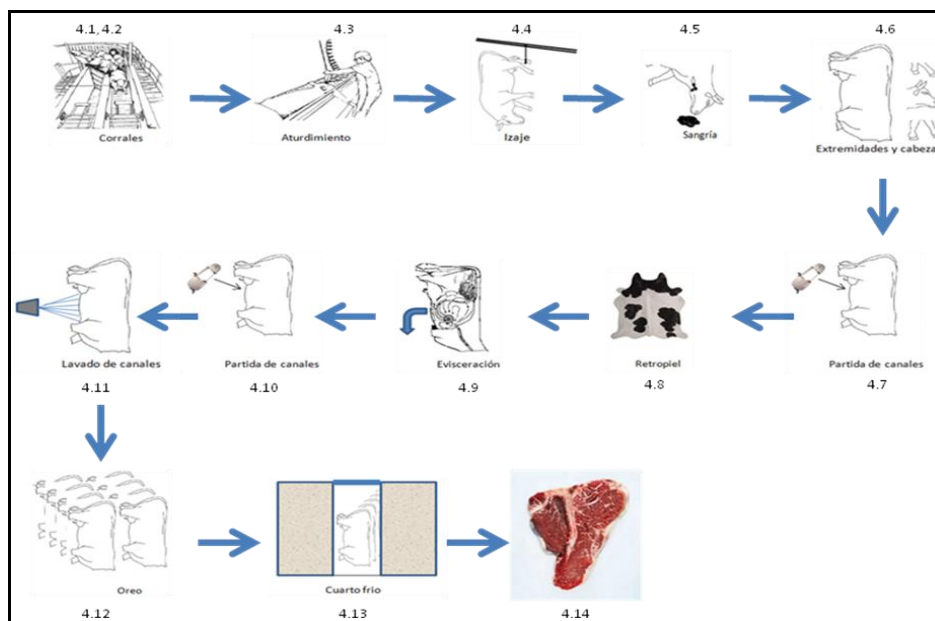 4.1, 4.2
4.3
4.4
4.5
4.6
Corrales
Aturdimiento
Izaje
Sangría
Extremidades y cabeza
Lavado de canales
Partida de canales
Evisceración
Retropiel
Partida de canales
4.11
4.10
4.9
4.8
4.7
Oreo
Cuarto frio
4.12
4.13
4.14